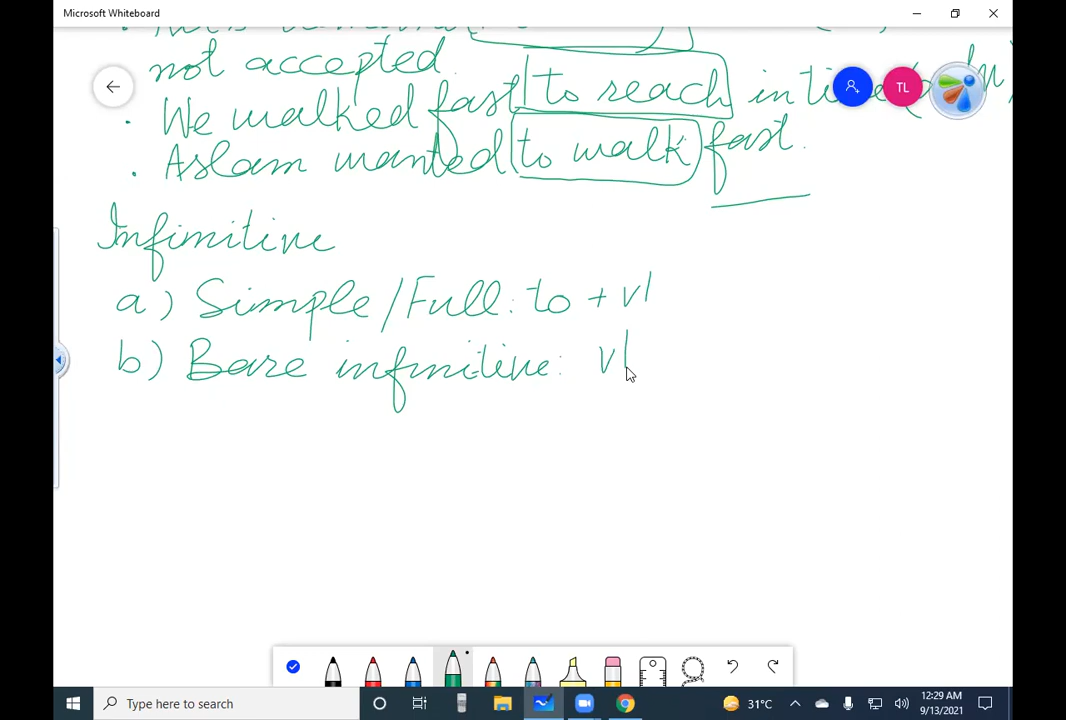 Microsoft Whiteboard
not accepted.
TL
• We walked fast to reach in time
• Aslam wanted to walk fast.
Infinitive
a) Simple/Full: to + v1
b) Bare infinitive: v1
Type here to search
31°C
12:29 AM
9/13/2021